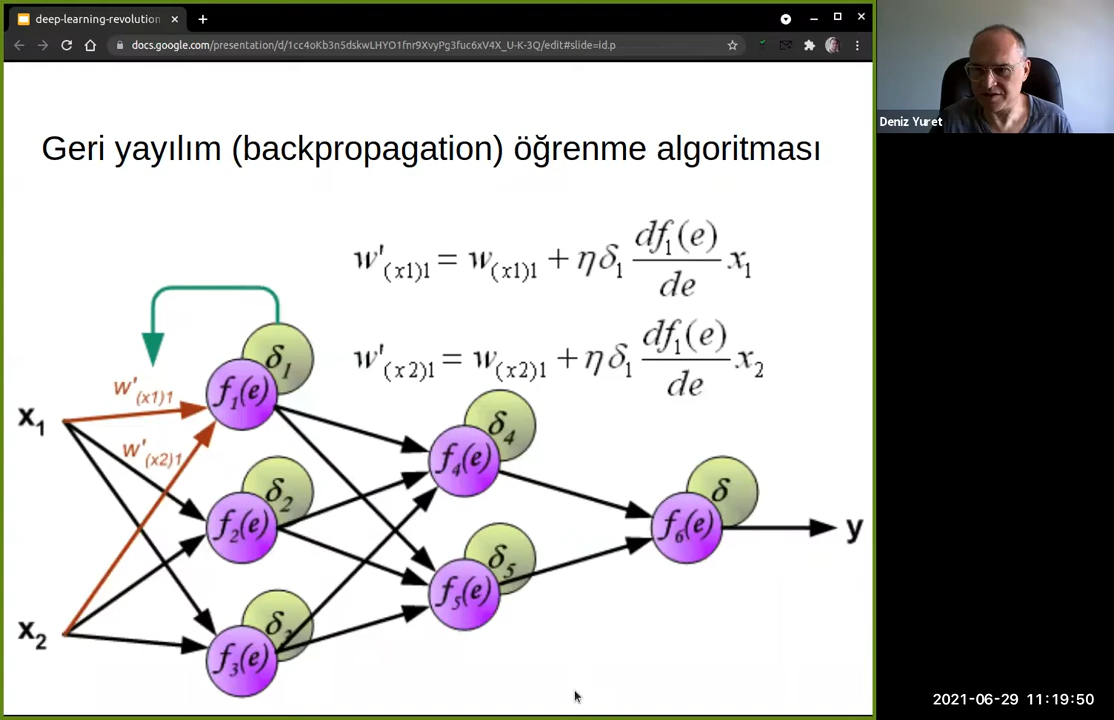 deep-learning-revolution
docs.google.com/presentation/d/1cc4oKb3n5dskwLHYO1fnr9XvyPg3fuc6xV4X_U-K-3Q/edit#slide=id.p
Deniz Yuret
Geri yayılım (backpropagation) öğrenme algoritması
w'(x1)1 = w(x1)1 + ηδ1 df1(e)/de x1
w'(x2)1 = w(x2)1 + ηδ1 df1(e)/de x2
δ1
f1(e)
w'(x1)1
x1
w'(x2)1
δ4
f4(e)
δ2
f2(e)
δ
f6(e)
y
δ5
f5(e)
δ3
f3(e)
x2
2021-06-29 11:19:50